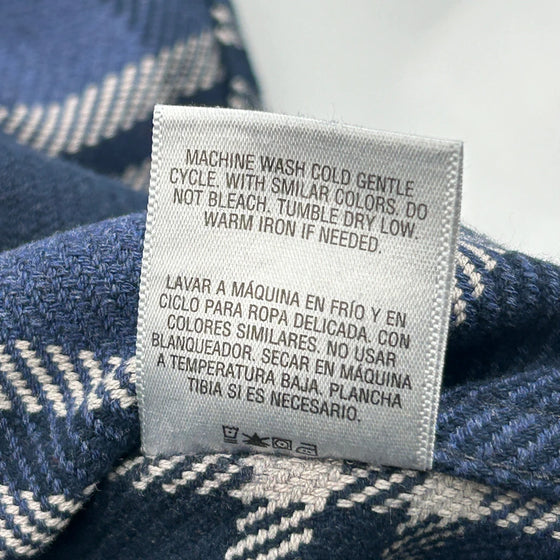 MACHINE WASH COLD GENTLE
CYCLE. WITH SMILAR COLORS. DO
NOT BLEACH. TUMBLE DRY LOW.
WARM IRON IF NEEDED.
LAVAR A MÁQUINA EN FRÍO Y EN
CICLO PARA ROPA DELICADA. CON
COLORES SIMILARES. NO USAR
BLANQUEADOR. SECAR EN MÁQUINA
A TEMPERATURA BAJA. PLANCHA
TIBIA SI ES NECESARIO.